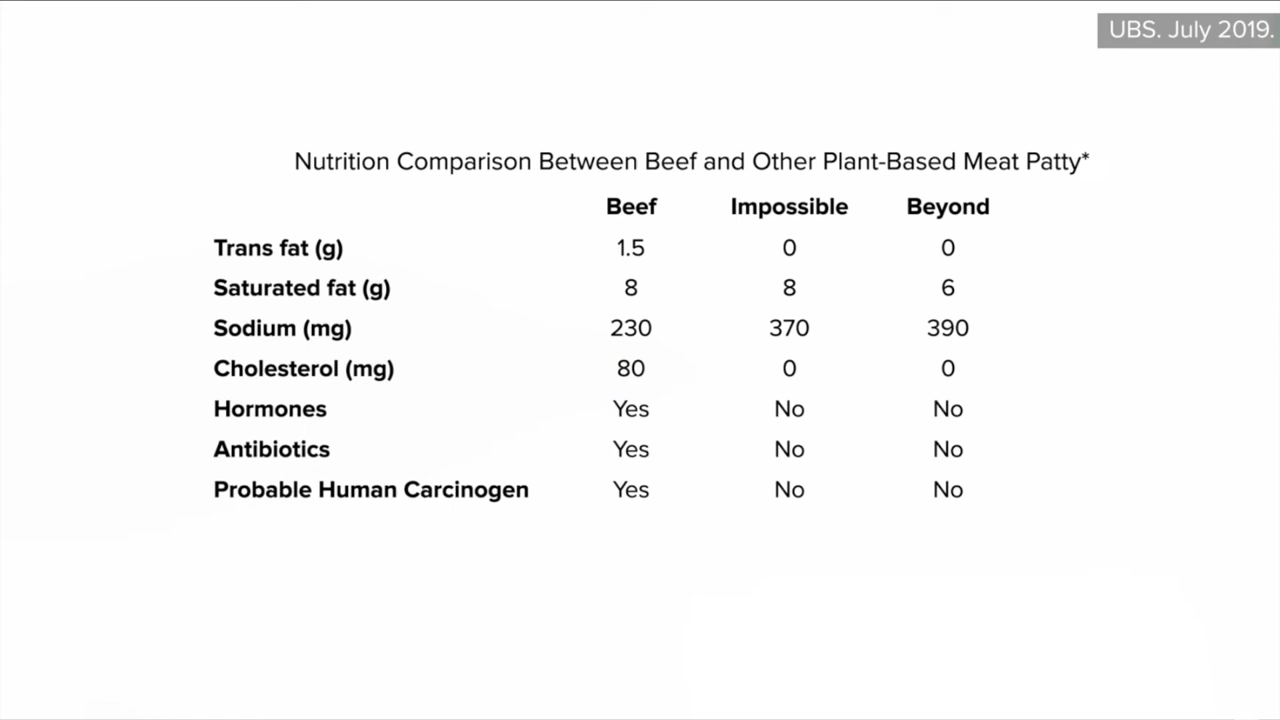 UBS. July 2019.
Nutrition Comparison Between Beef and Other Plant-Based Meat Patty*
Beef Impossible Beyond
Trans fat (g) 1.5 0 0
Saturated fat (g) 8 8 6
Sodium (mg) 230 370 390
Cholesterol (mg) 80 0 0
Hormones Yes No No
Antibiotics Yes No No
Probable Human Carcinogen Yes No No